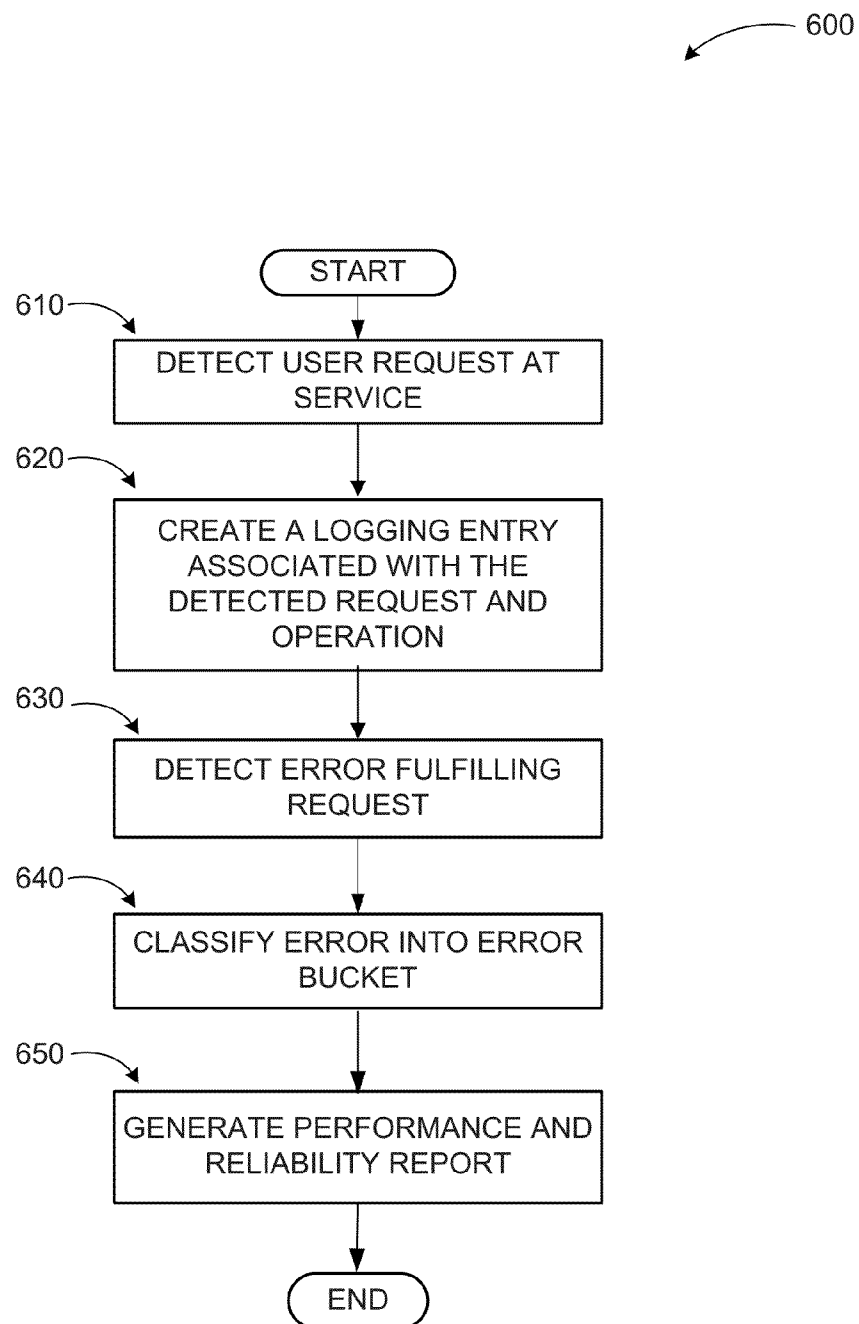 600
START
610
DETECT USER REQUEST AT
SERVICE
620
CREATE A LOGGING ENTRY
ASSOCIATED WITH THE
DETECTED REQUEST AND
OPERATION
630
DETECT ERROR FULFILLING
REQUEST
640
CLASSIFY ERROR INTO ERROR
BUCKET
650
GENERATE PERFORMANCE AND
RELIABILITY REPORT
END